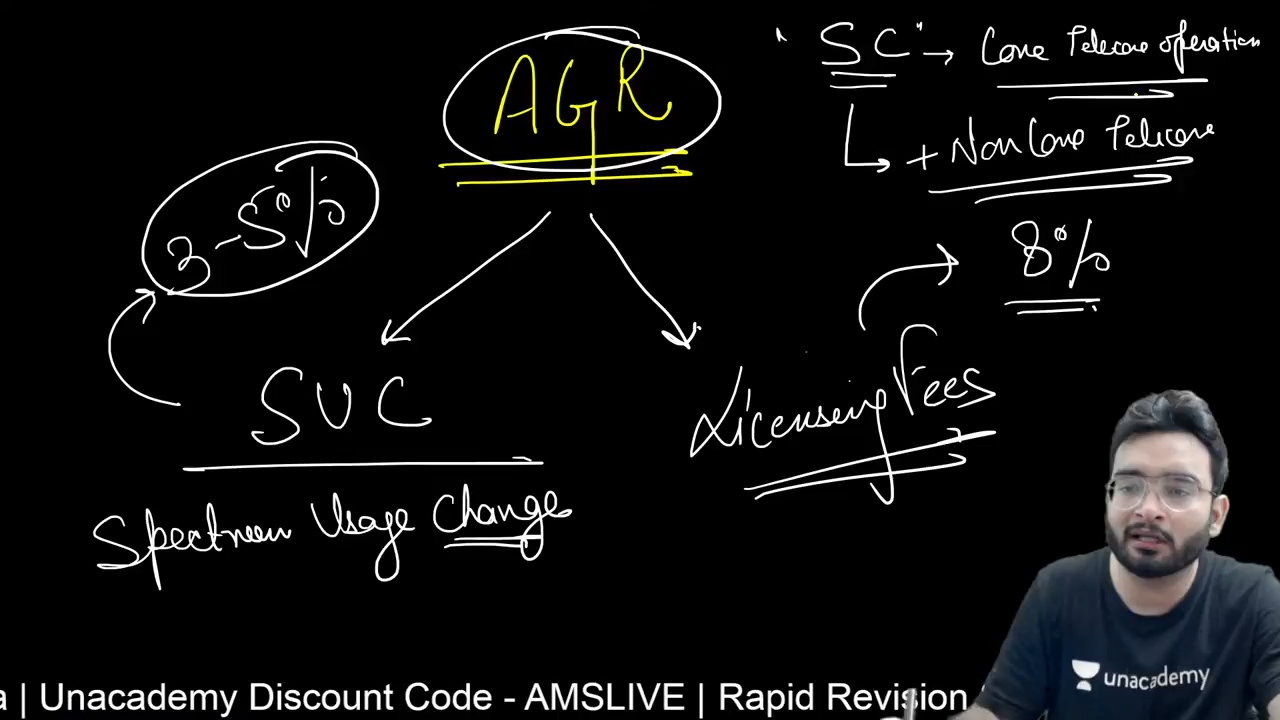 AGR
"SC" → Core Telecom operation
+ Non Core Telecom
3-5%
8%
SUC
Licensing Fees
Spectrum Usage Charge
unacademy
a | Unacademy Discount Code - AMSLIVE | Rapid Revision